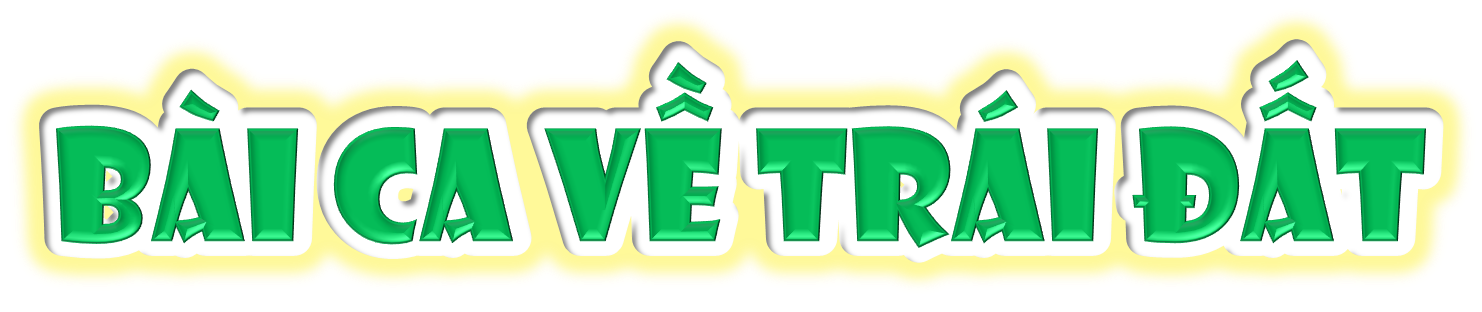 BÀI CA VỀ TRÁI ĐẤT